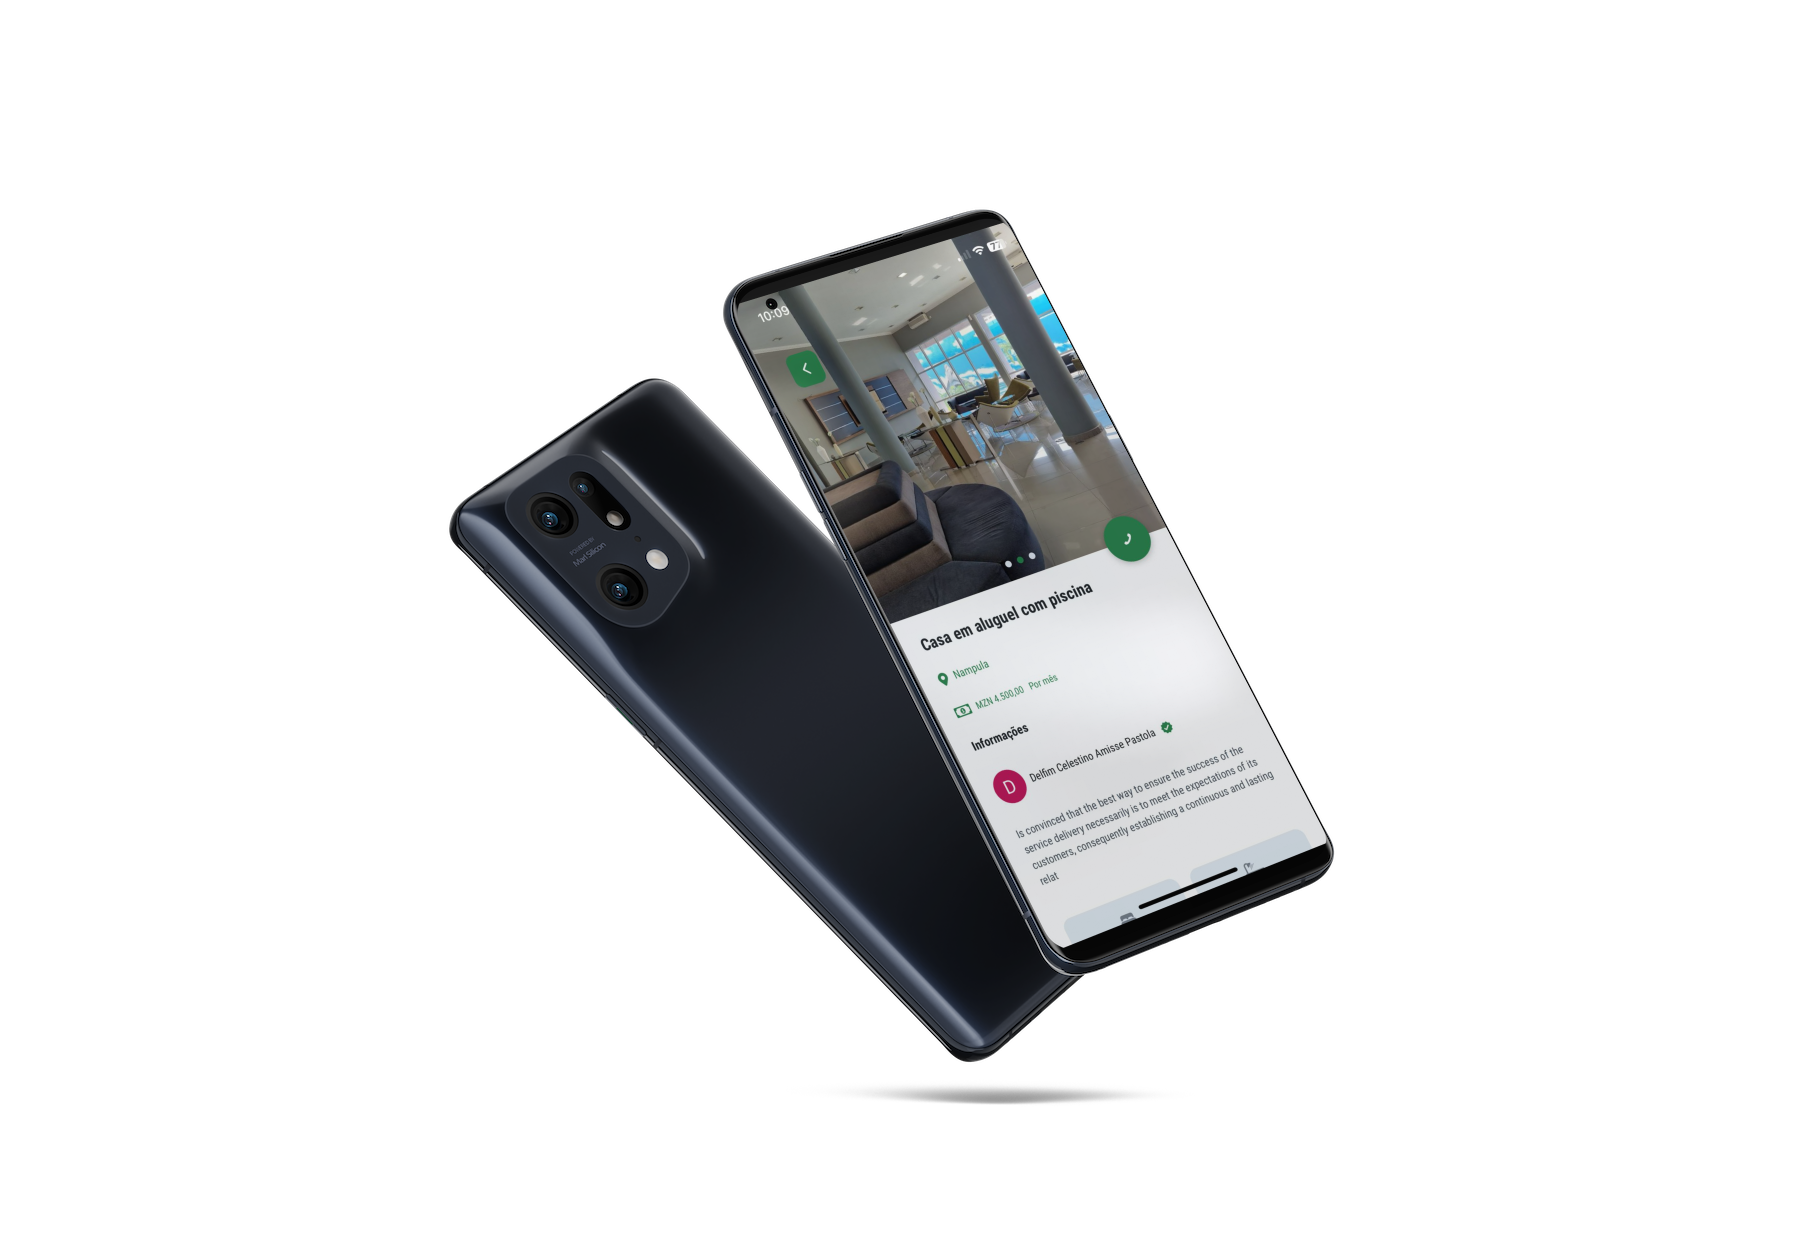 10:09
77
Casa em aluguel com piscina
Nampula
MZN 4.500,00 Por mês
Informações
D
Delfim Celestino Amisse Pastola
Is convinced that the best way to ensure the success of the
service delivery necessarily is to meet the expectations of its
customers, consequently establishing a continuous and lasting
relat
POWERED BY
MariSilicon